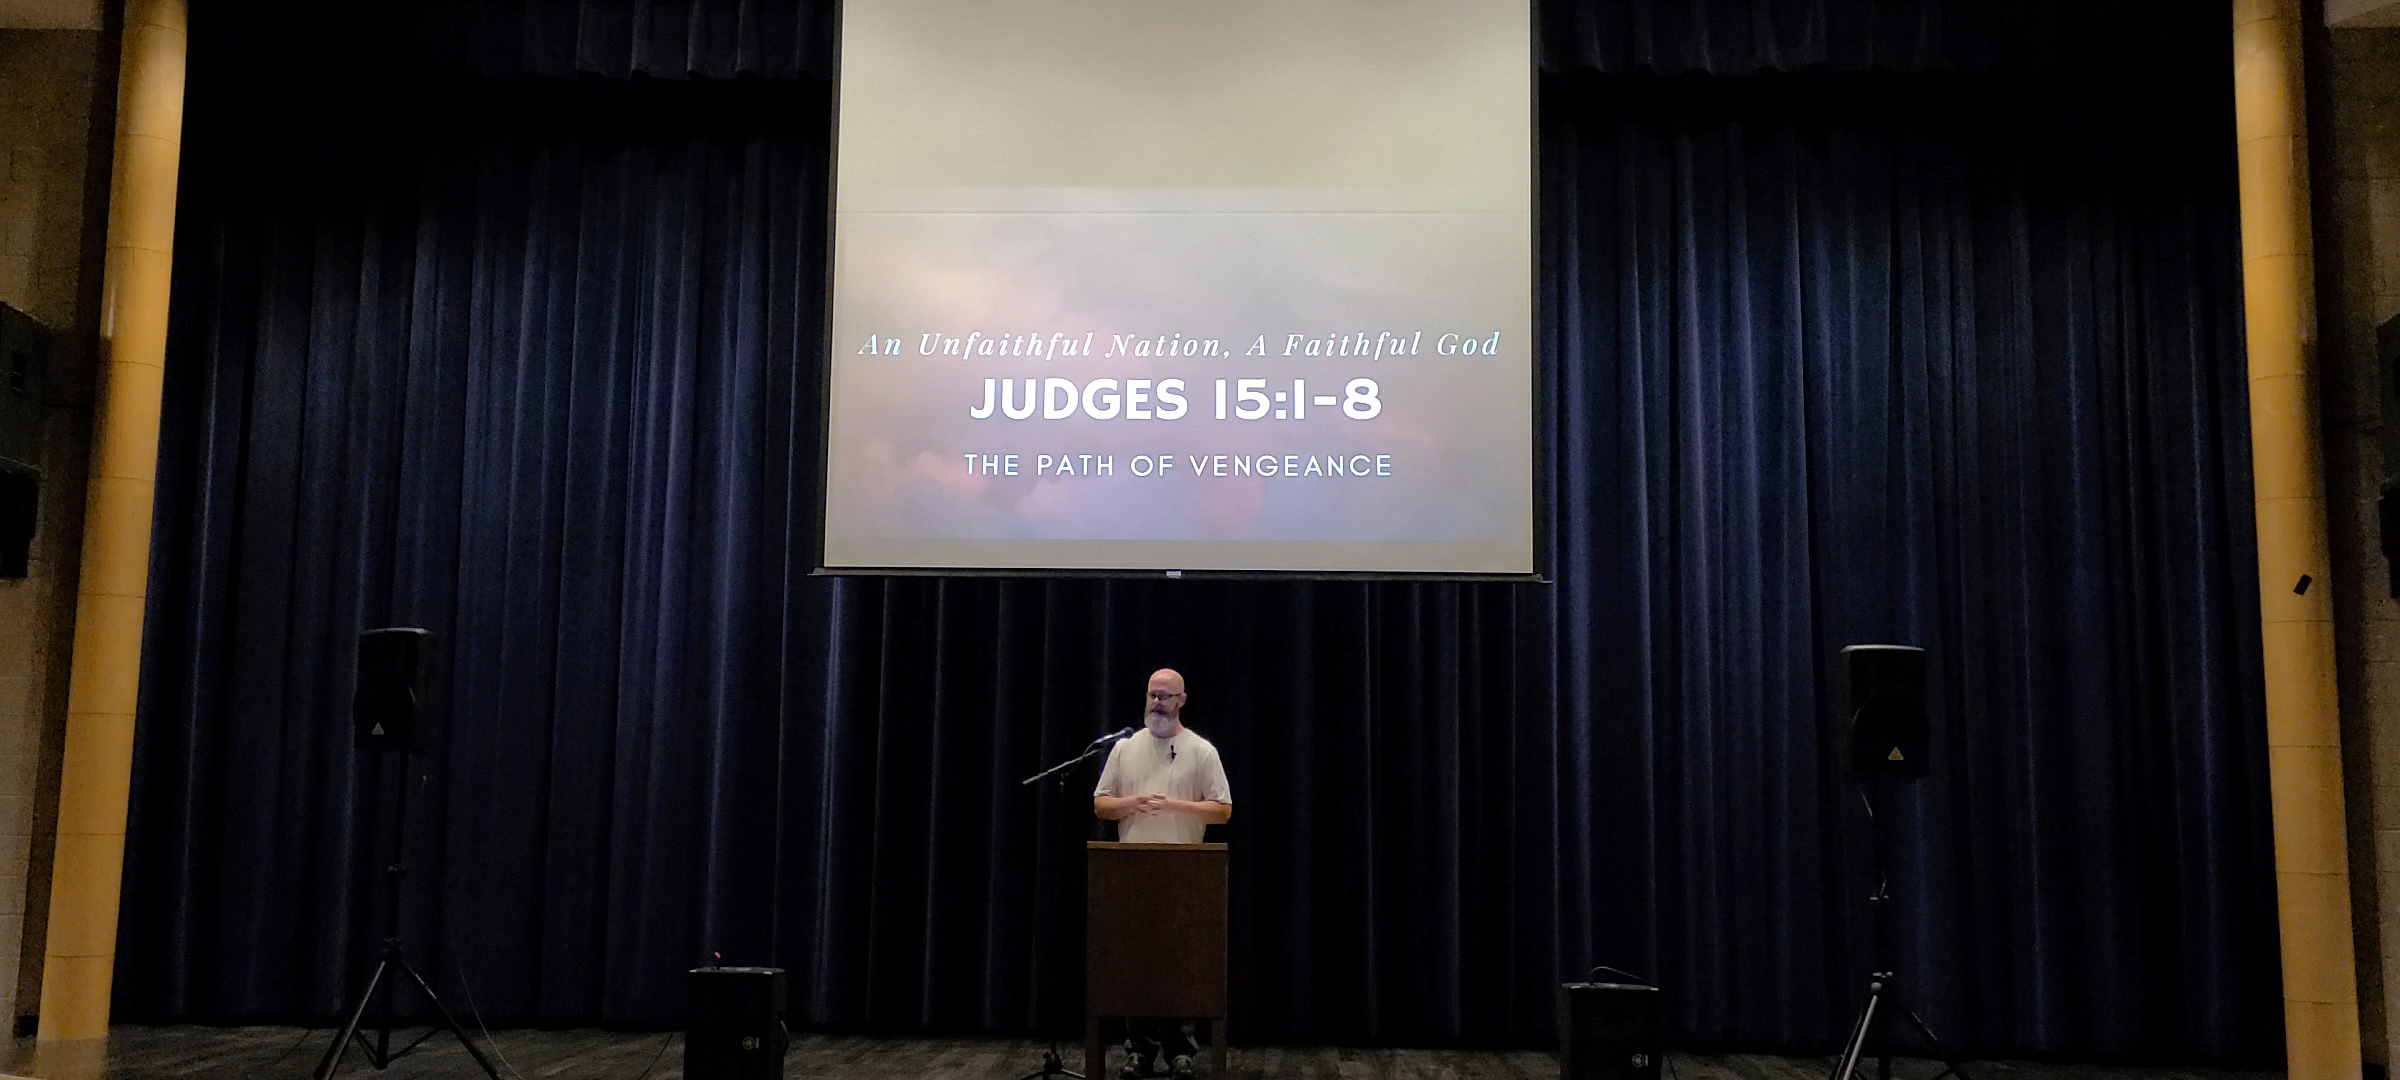 An Unfaithful Nation, A Faithful God
JUDGES 15:1-8
THE PATH OF VENGEANCE